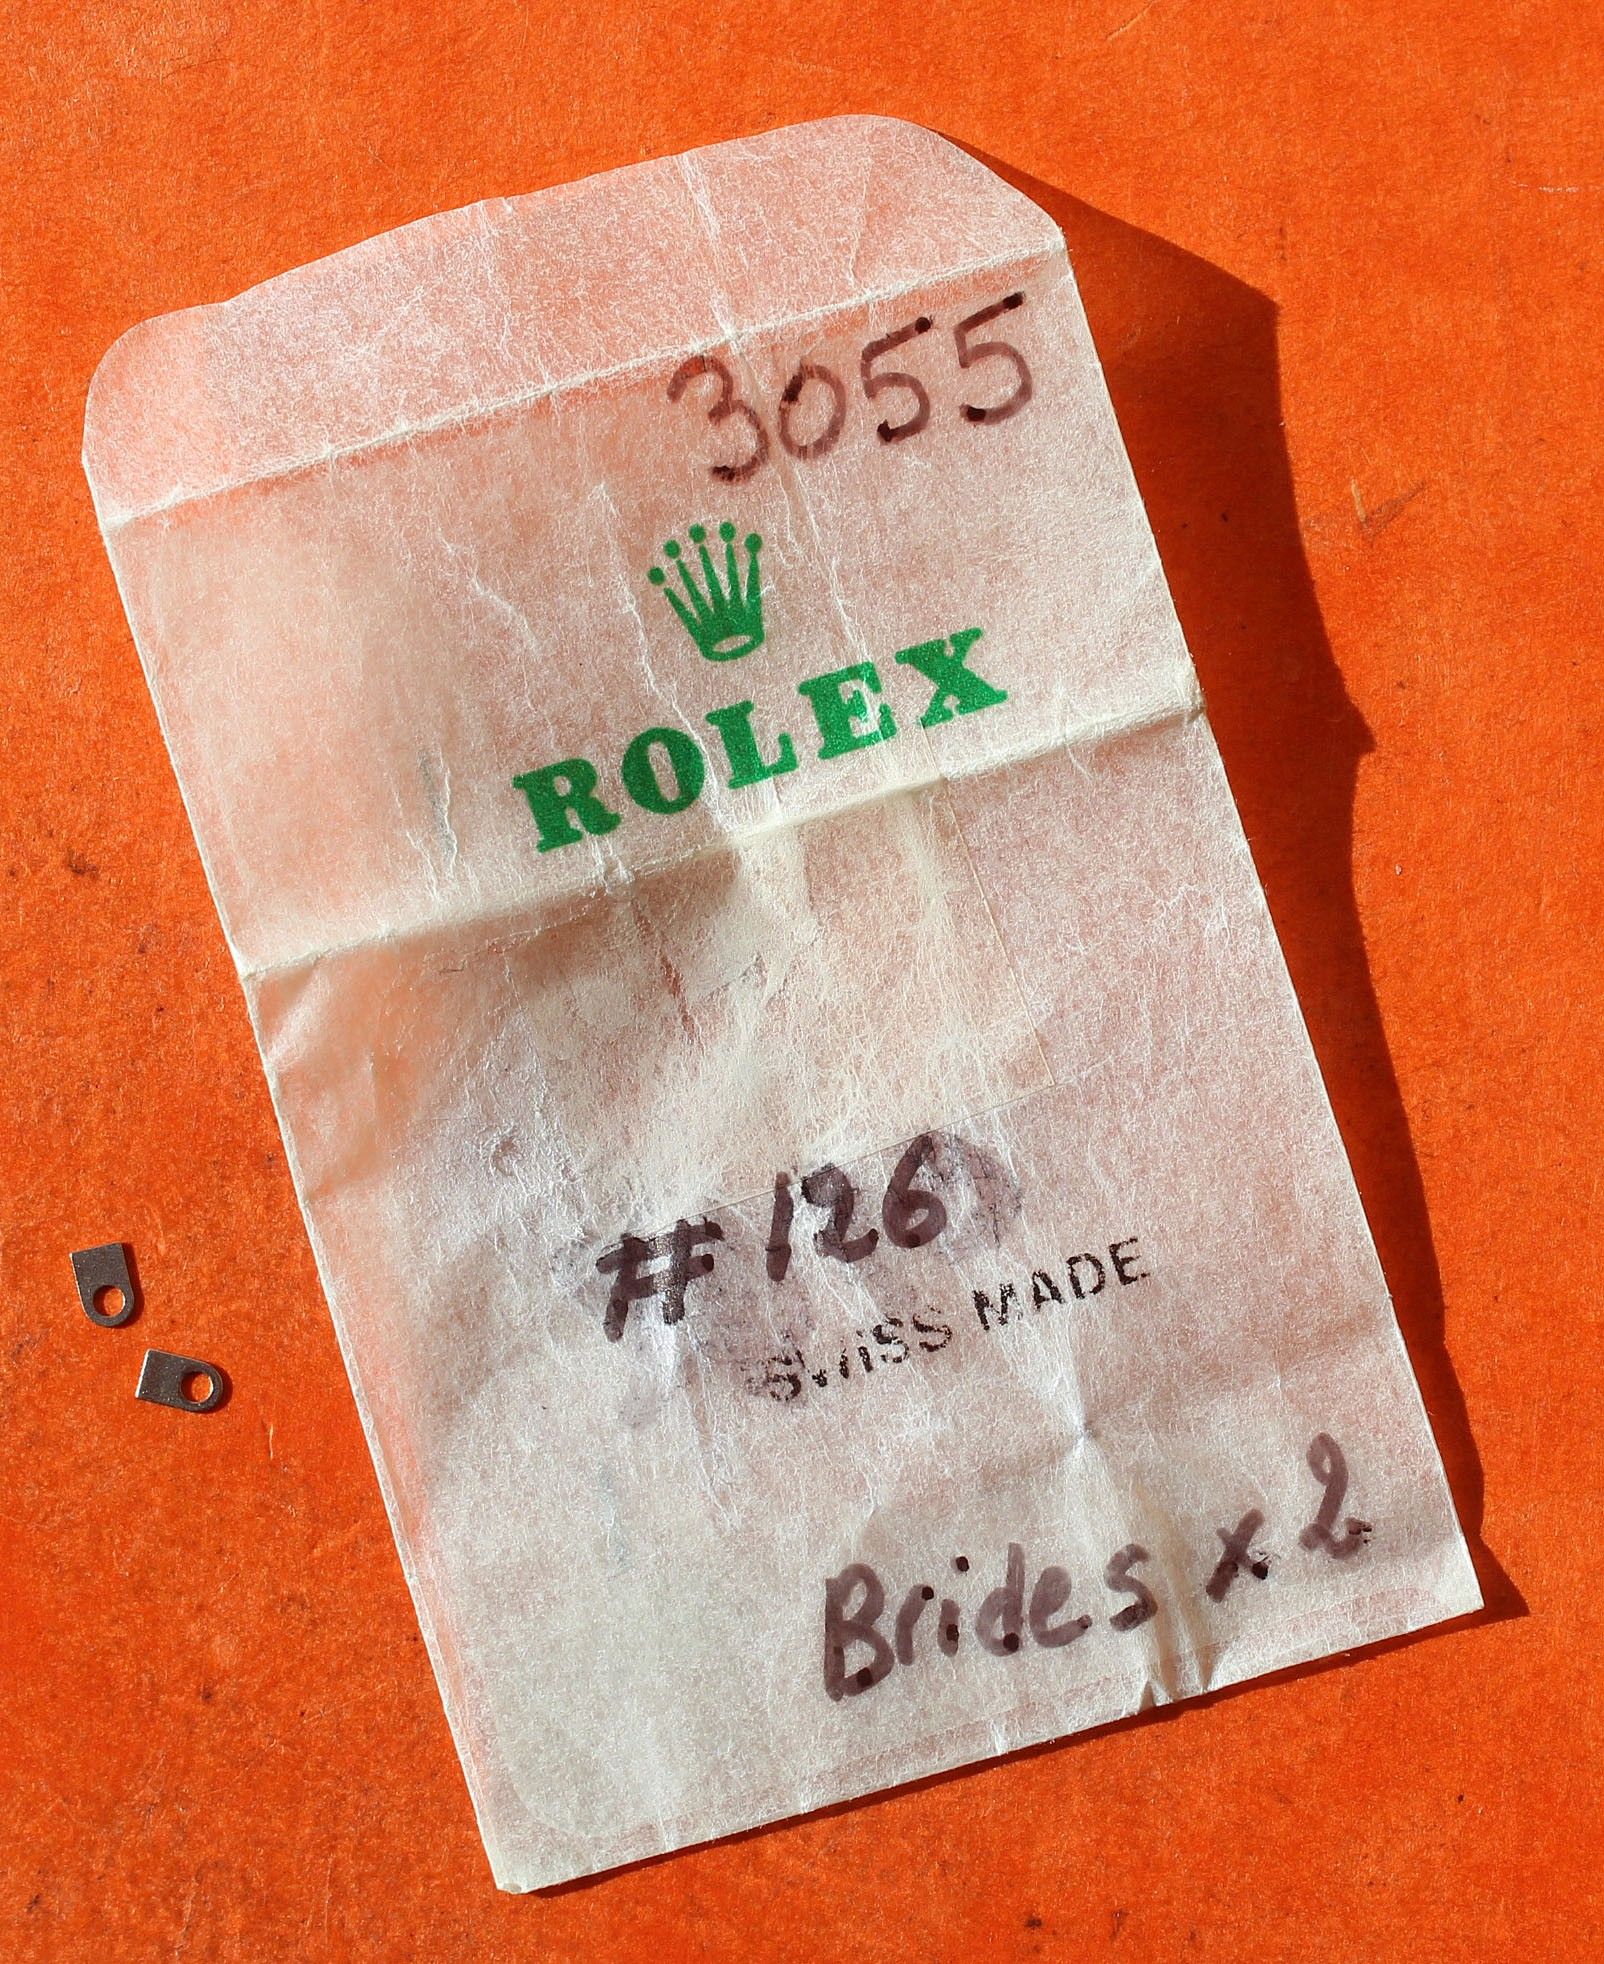 3055
ROLEX
#126
SWISS MADE
Brides x 2